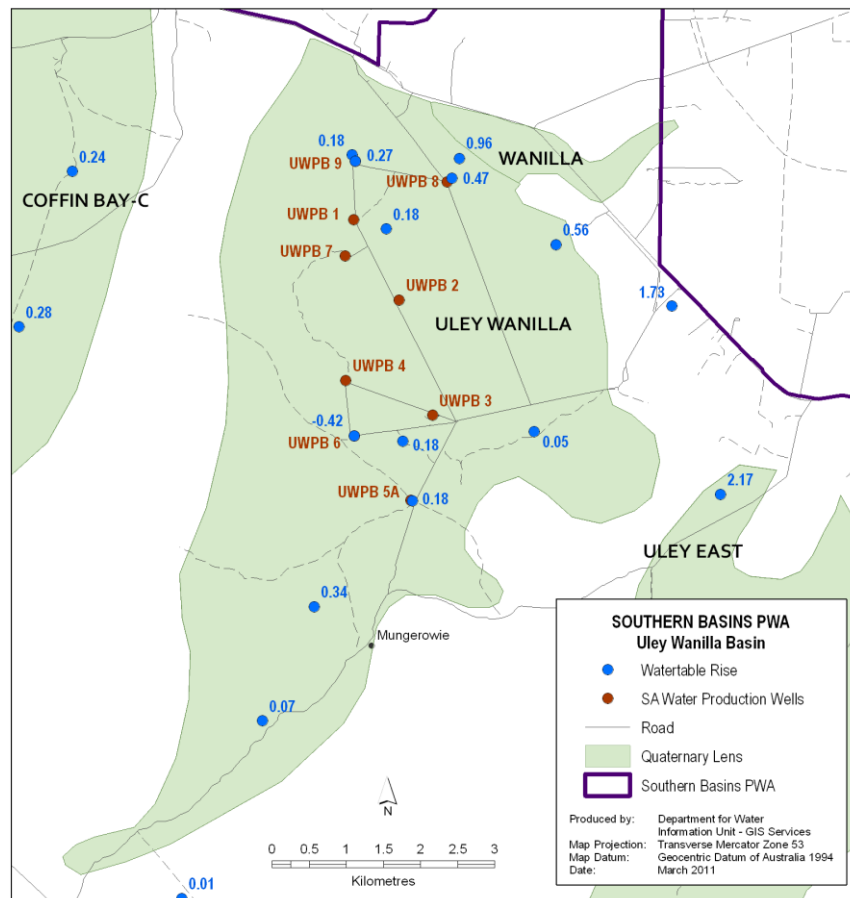 0.18
0.27
UWPB 9
0.96
WANILLA
0.24
UWPB 8
0.47
COFFIN BAY-C
UWPB 1
0.18
0.56
UWPB 7
UWPB 2
1.73
0.28
ULEY WANILLA
UWPB 4
UWPB 3
-0.42
UWPB 6
0.18
0.05
UWPB 5A
0.18
2.17
ULEY EAST
0.34
Mungerowie
0.07
0.01
N
0 0.5 1 1.5 2 2.5 3
Kilometres
SOUTHERN BASINS PWA
Uley Wanilla Basin
Watertable Rise
SA Water Production Wells
Road
Quaternary Lens
Southern Basins PWA
Produced by: Department for Water
Information Unit - GIS Services
Map Projection: Transverse Mercator Zone 53
Map Datum: Geocentric Datum of Australia 1994
Date: March 2011